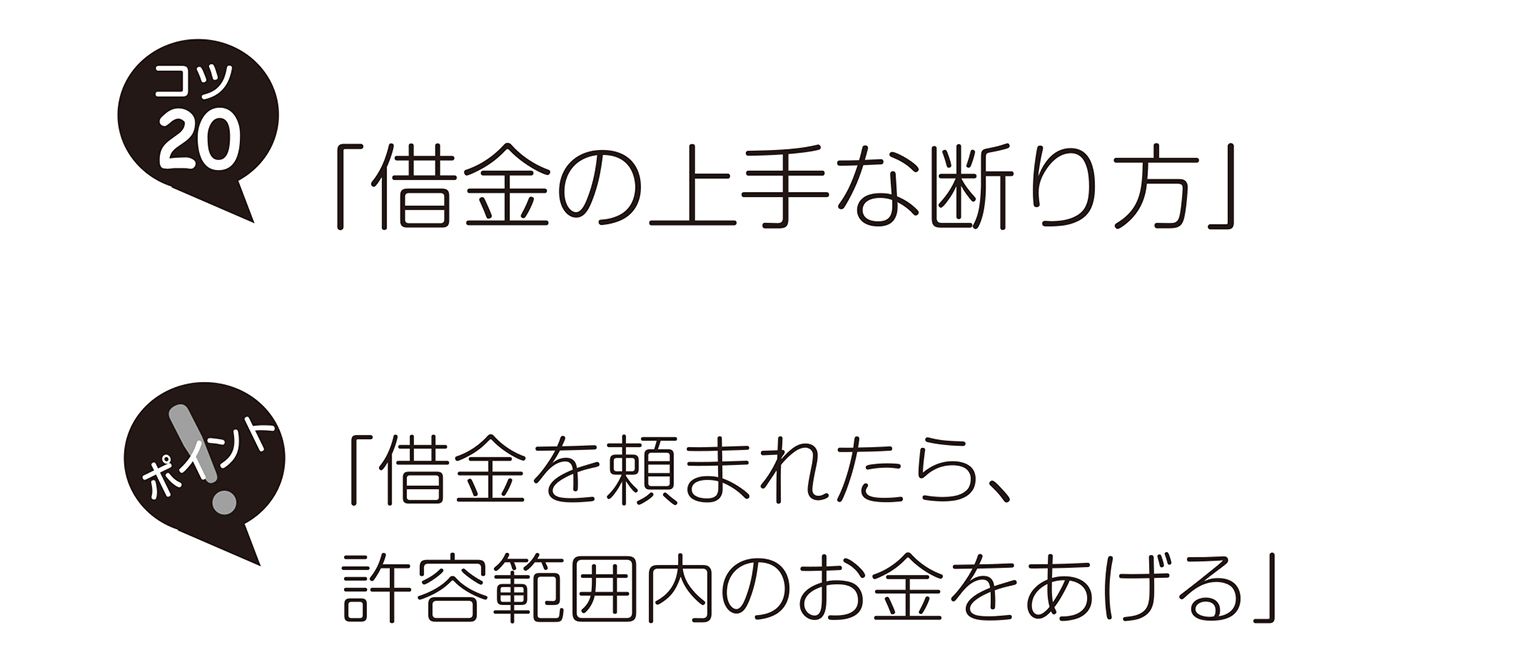 コツ
20
「借金の上手な断り方」
ポイント
「借金を頼まれたら、
許容範囲内のお金をあげる」